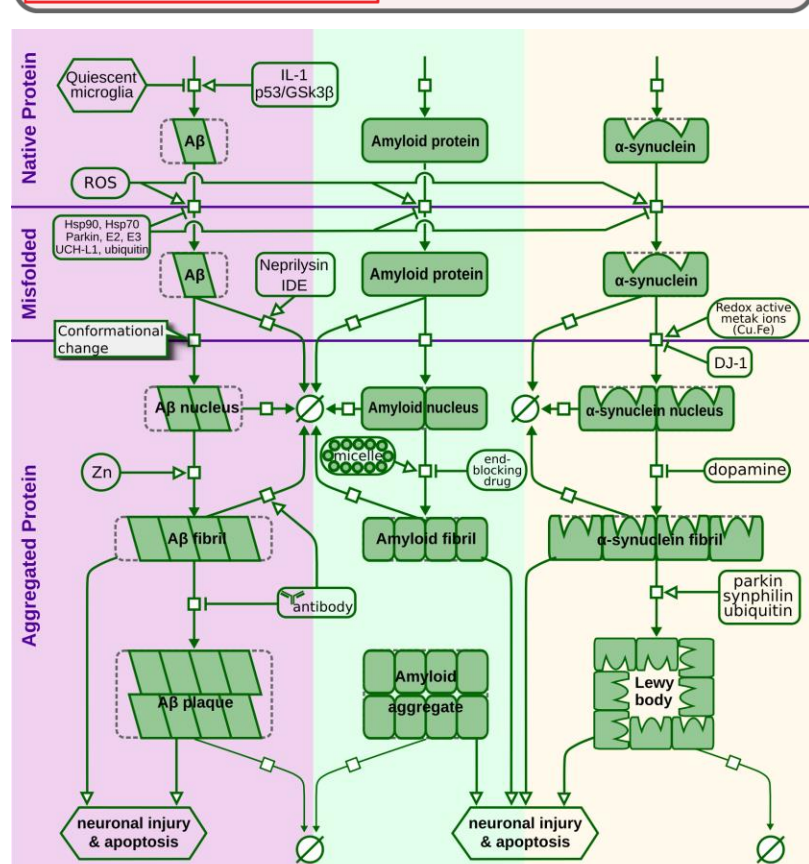 Native Protein
Quiescent
microglia
IL-1
p53/GSk3β
Aβ
Amyloid protein
α-synuclein
ROS
Misfolded
Hsp90, Hsp70
Parkin, E2, E3
UCH-L1, ubiquitin
Aβ
Neprilysin
IDE
Amyloid protein
α-synuclein
Redox active
metak ions
(Cu.Fe)
Conformational
change
DJ-1
Aggregated Protein
Aβ nucleus
Amyloid nucleus
α-synuclein nucleus
Zn
micelle
end-
blocking
drug
dopamine
Aβ fibril
Amyloid fibril
α-synuclein fibril
antibody
parkin
synphilin
ubiquitin
Aβ plaque
Amyloid
aggregate
Lewy
body
neuronal injury
& apoptosis
neuronal injury
& apoptosis